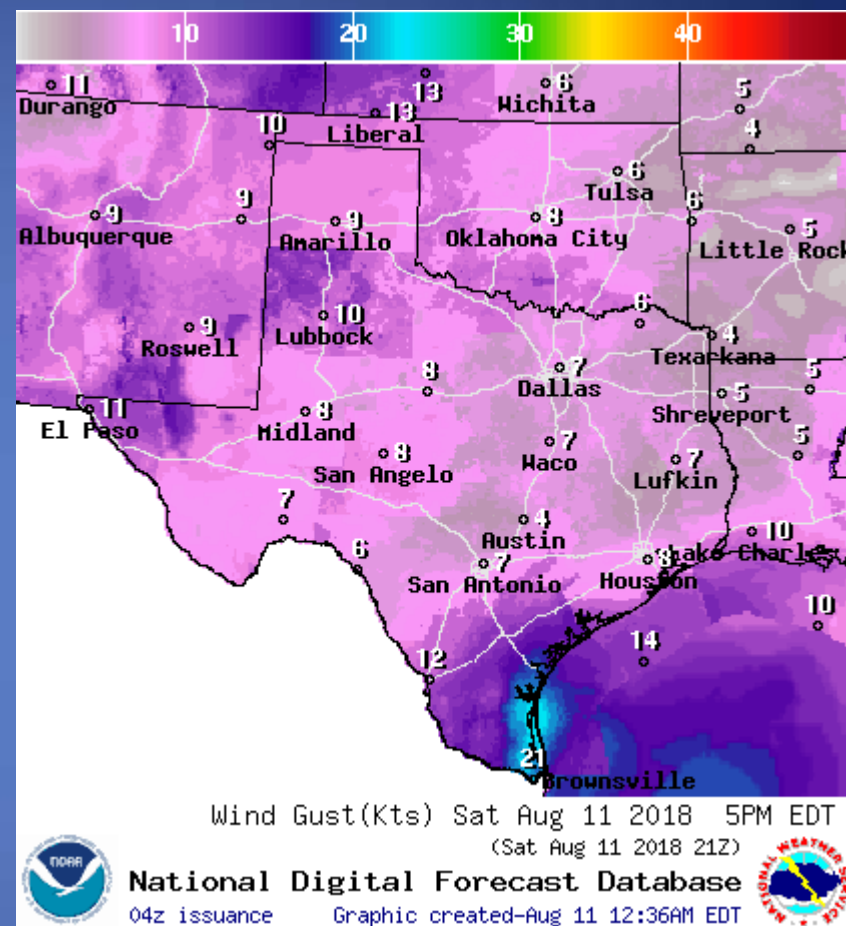 10 20 30 40
11 13 6 5
Durango Wichita
13
Liberal
10 4
6
Tulsa
9 9 9 8 6 5
Albuquerque Amarillo Oklahoma City Little Rock
9 10 6
Roswell Lubbock
4
Texarkana
7
Dallas
8 5 5
Shreveport
11 8
El Paso Midland
8 7 7 5
San Angelo Waco Lufkin
7 4 10
Austin
6 7 8 Lake Charl
San Antonio Houston
10
12 14
21
Brownsville
Wind Gust(Kts) Sat Aug 11 2018 5PM EDT
(Sat Aug 11 2018 21Z)
National Digital Forecast Database
04z issuance Graphic created-Aug 11 12:36AM EDT
NOAA
NATIONAL WEATHER SERVICE